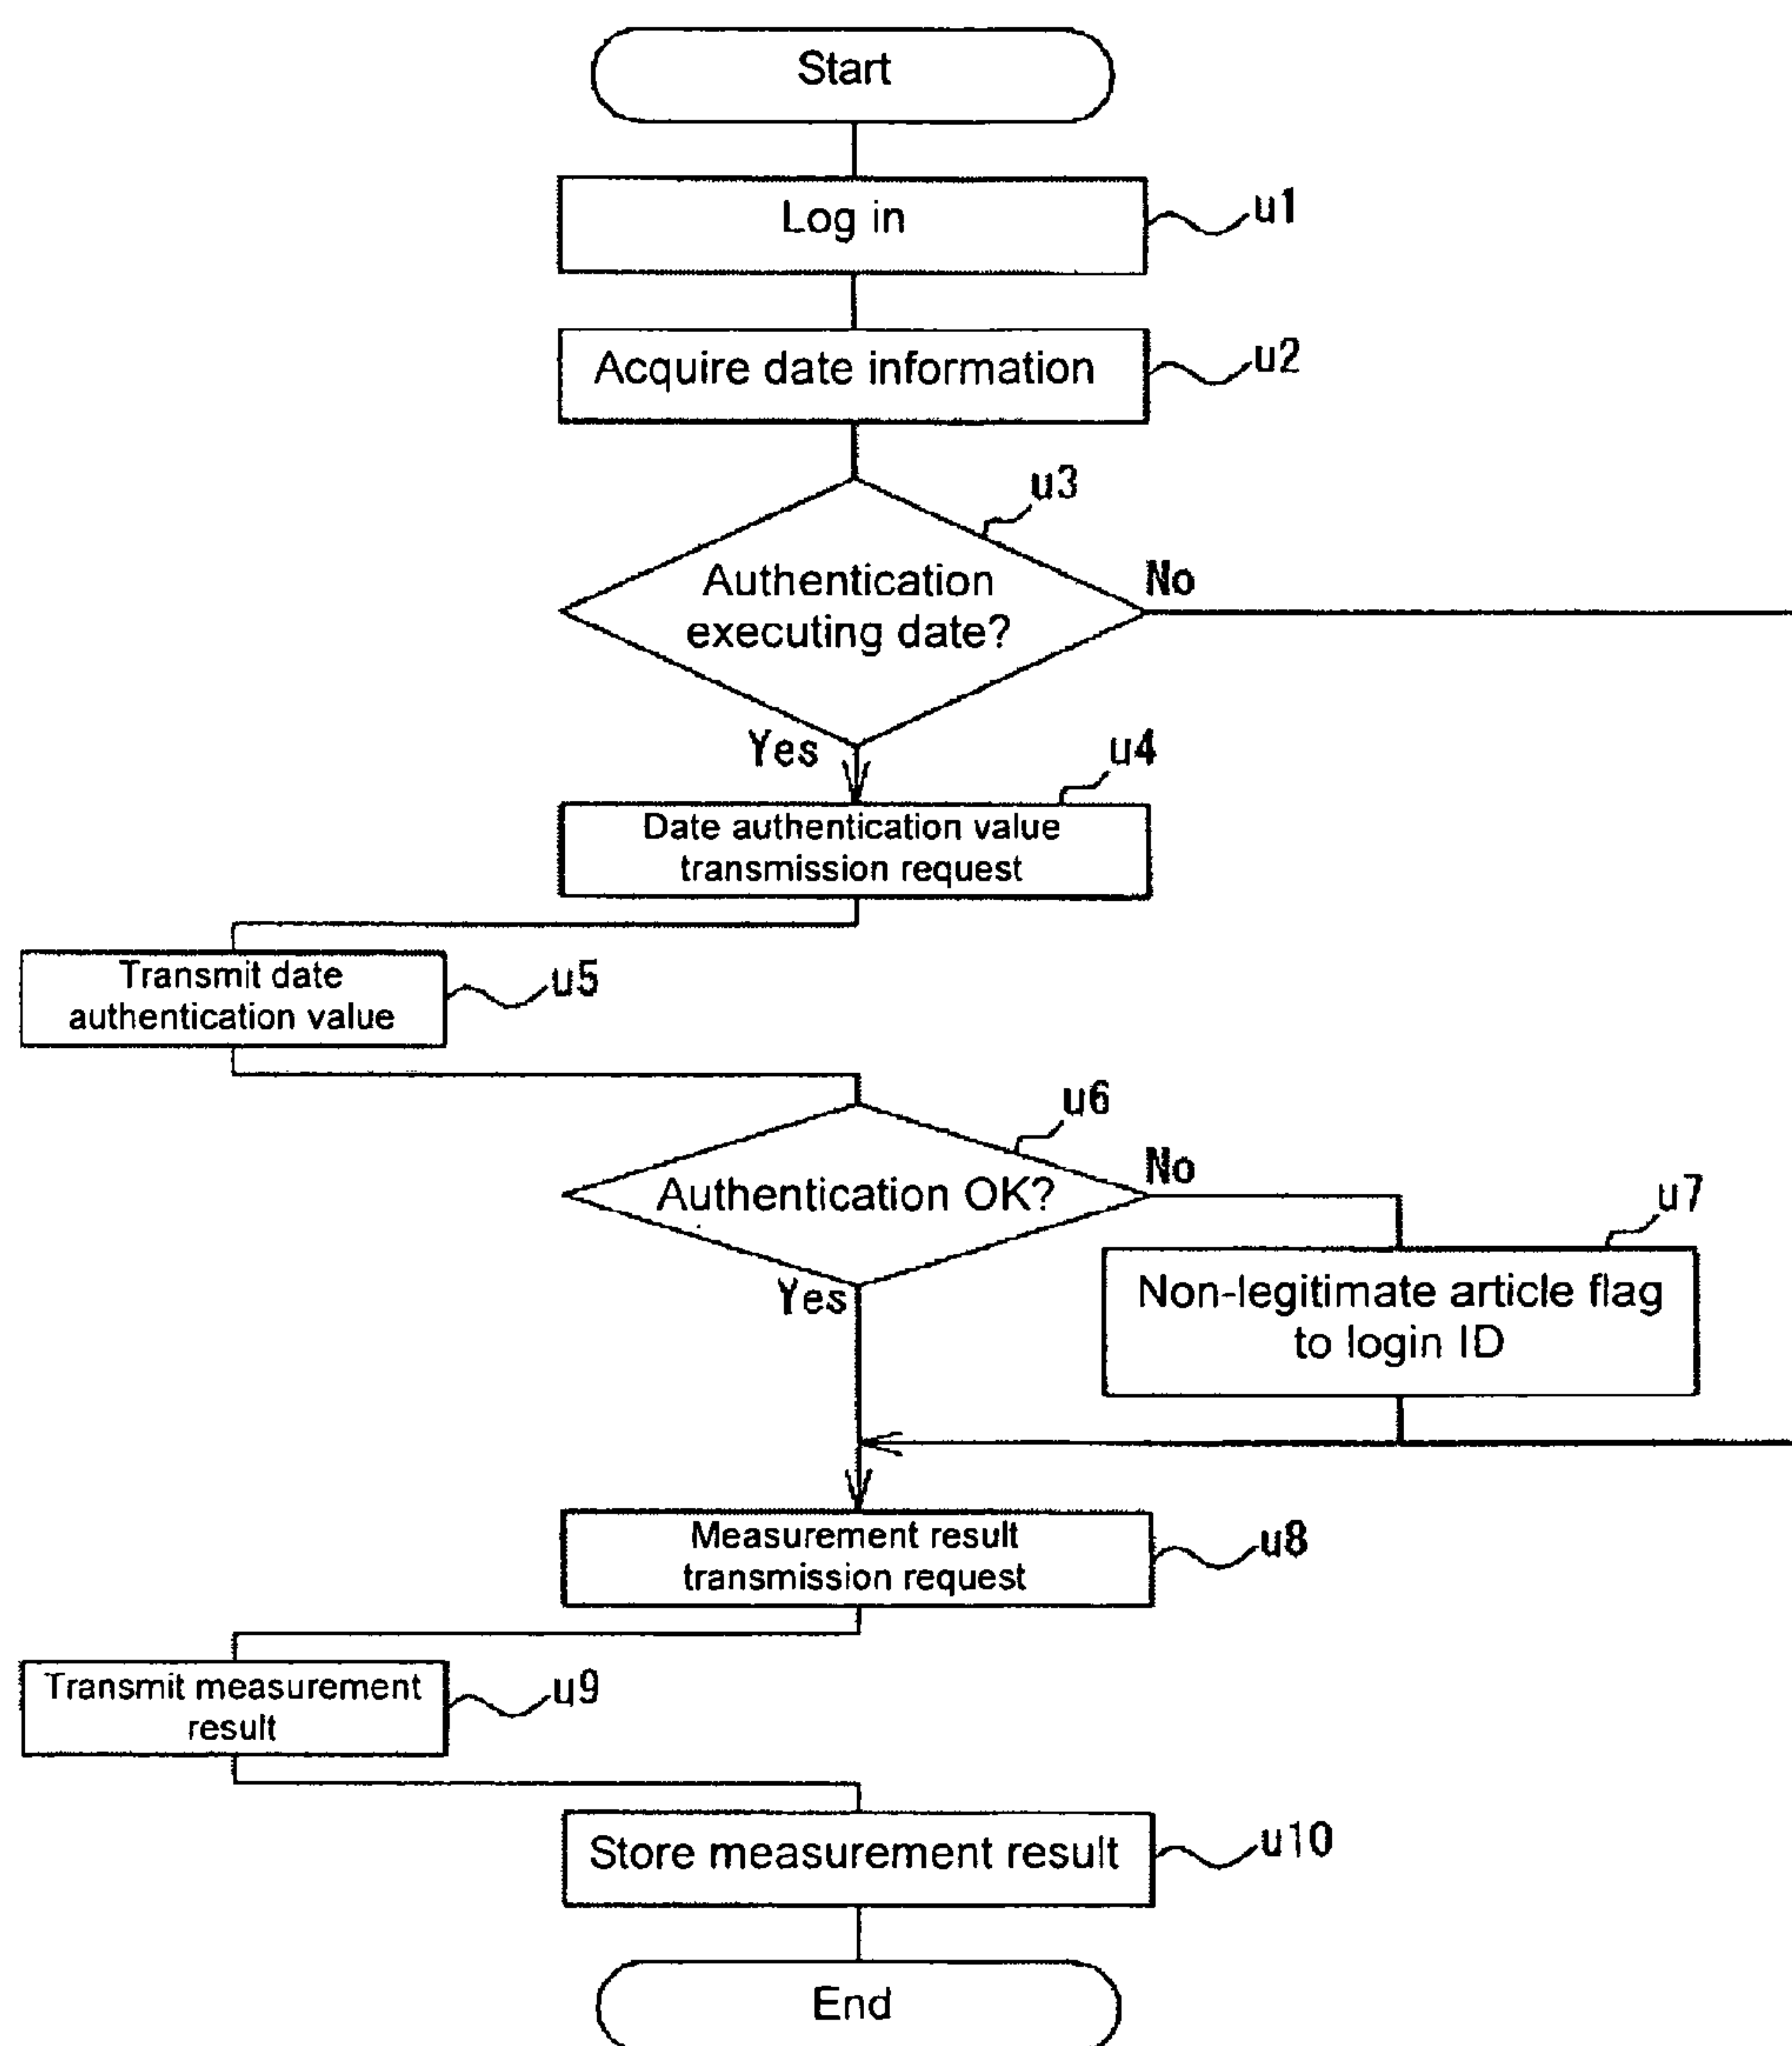 Start
Log in
u1
Acquire date information
u2
u3
Authentication
executing date?
No
Yes
u4
Date authentication value
transmission request
Transmit date
authentication value
u5
u6
Authentication OK?
No
Yes
u7
Non-legitimate article flag
to login ID
Measurement result
transmission request
u8
Transmit measurement
result
u9
Store measurement result
u10
End